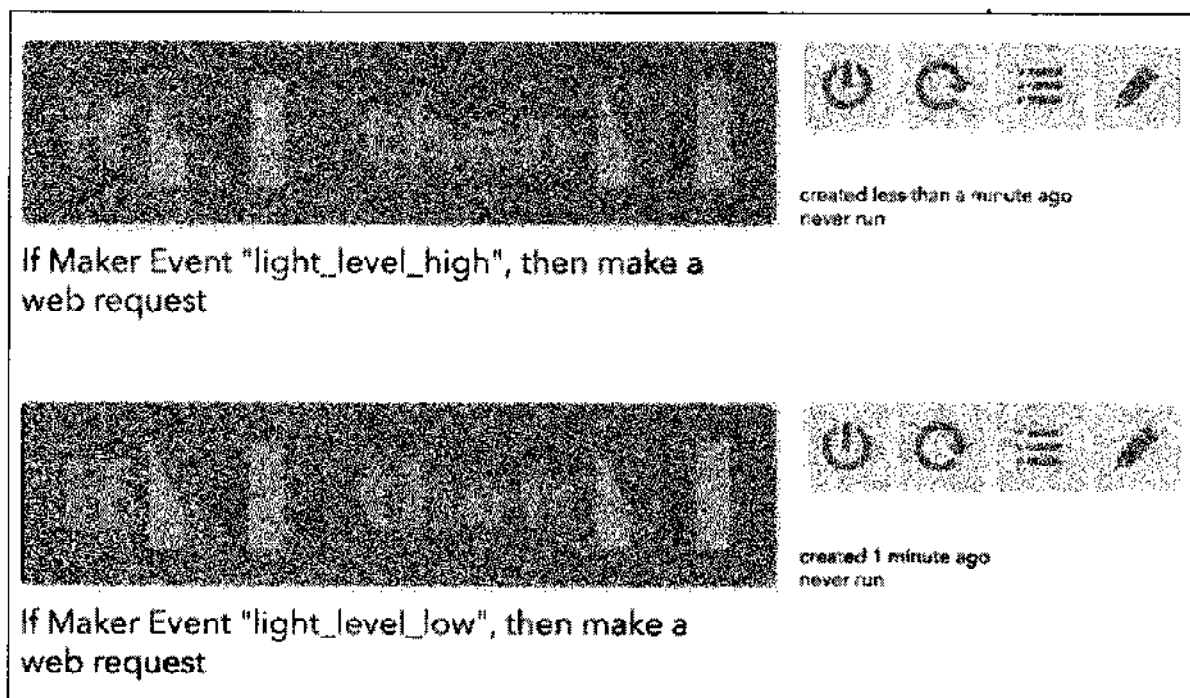 created less than a minute ago
never run
If Maker Event "light_level_high", then make a
web request
created 1 minute ago
never run
If Maker Event "light_level_low", then make a
web request